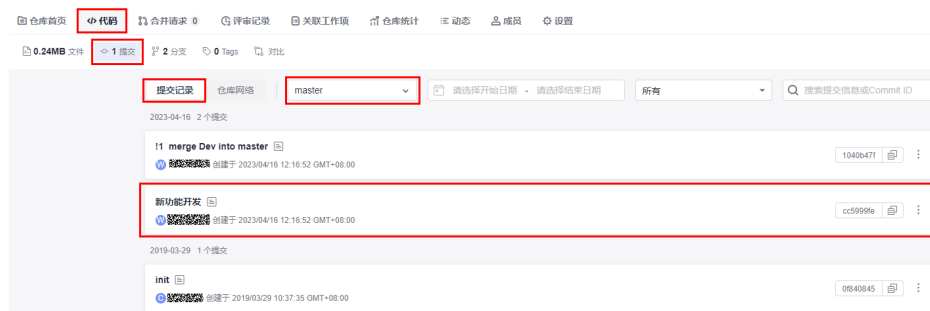 仓库首页 代码 合并请求 0 评审记录 关联工作项 仓库统计 动态 成员 设置
0.24MB 文件 1 提交 2 分支 0 Tags 对比
提交记录 仓库网络 master 请选择开始日期 - 请选择结束日期 所有 搜索提交信息或Commit ID
2023-04-16 2 个提交
!1 merge Dev into master
W 创建于 2023/04/16 12:16:52 GMT+08:00 1040b47f
新功能开发
W 创建于 2023/04/16 12:16:52 GMT+08:00 cc5999fe
2019-03-29 1 个提交
init
C 创建于 2019/03/29 10:37:35 GMT+08:00 0f840845